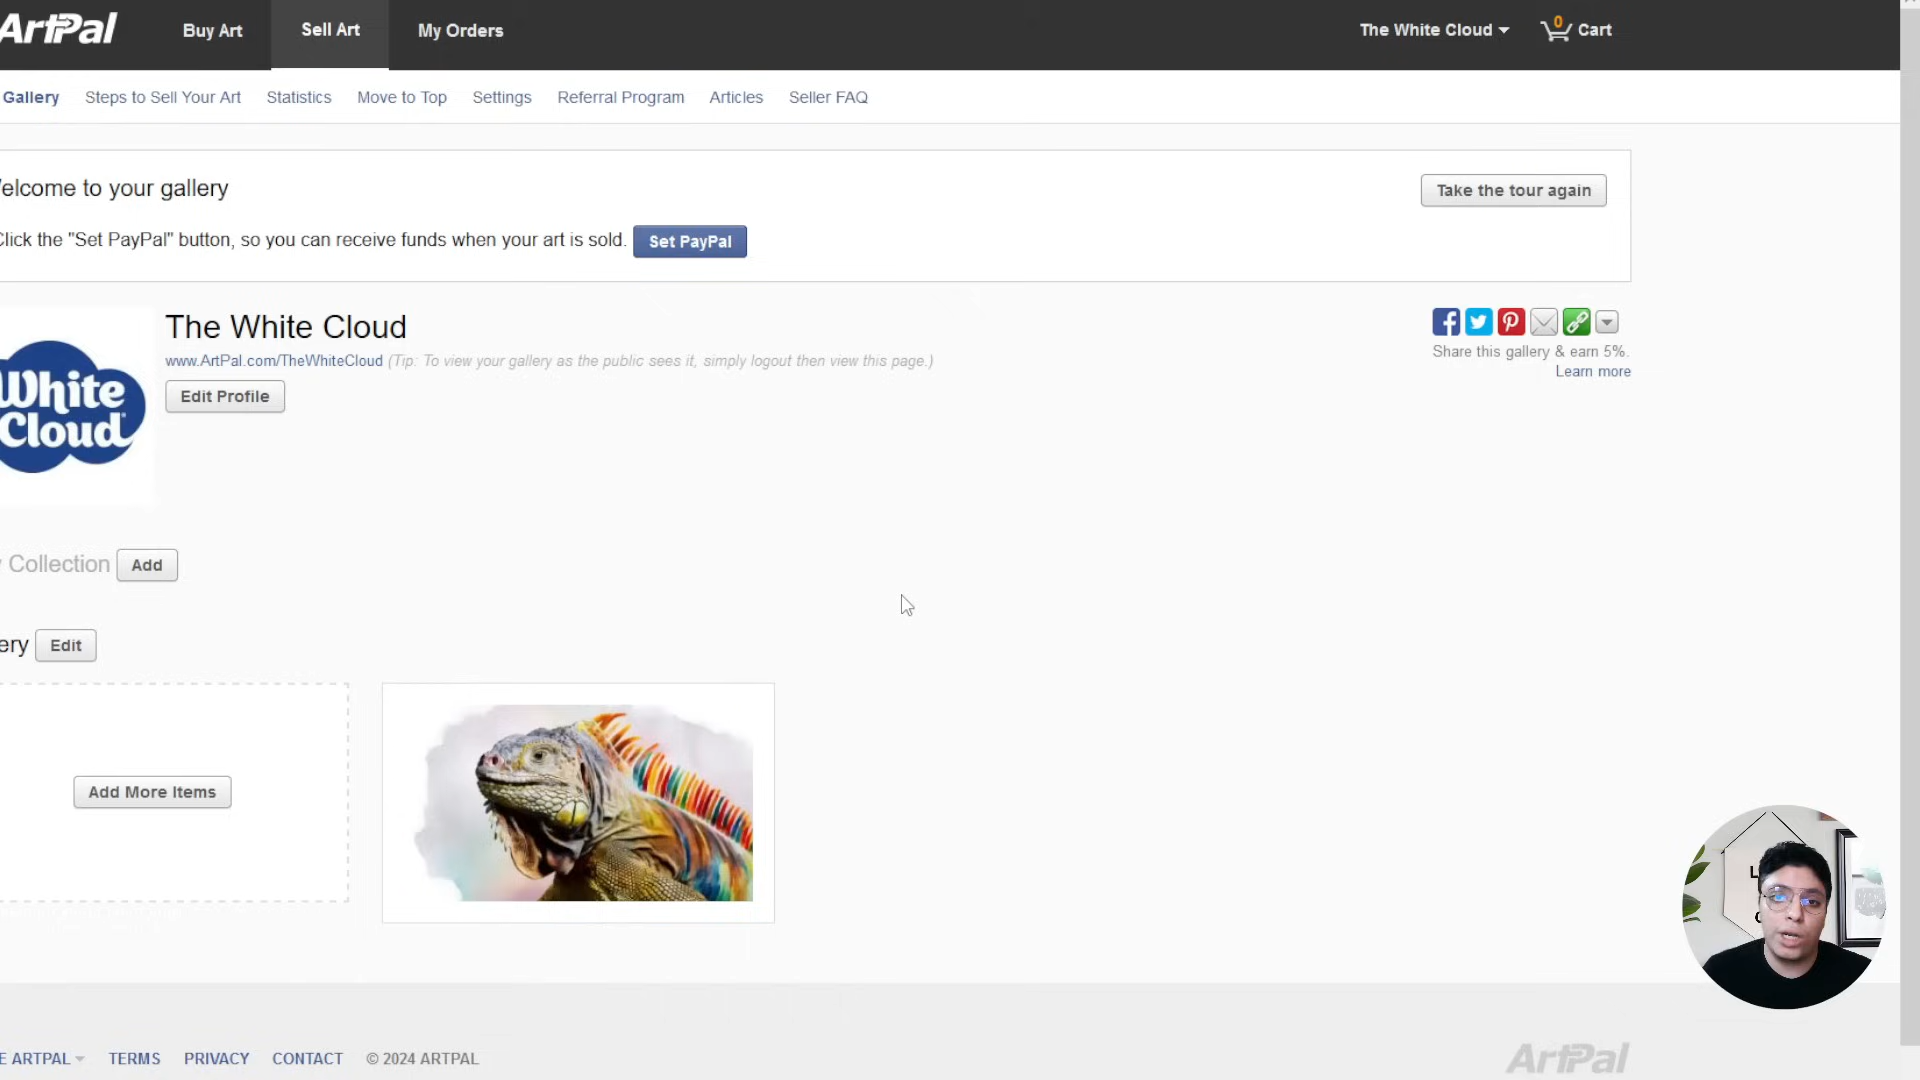 ArtPal
Buy Art
Sell Art
My Orders
The White Cloud
0
Cart
Gallery
Steps to Sell Your Art
Statistics
Move to Top
Settings
Referral Program
Articles
Seller FAQ
elcome to your gallery
Take the tour again
lick the "Set PayPal" button, so you can receive funds when your art is sold.
Set PayPal
White
Cloud
The White Cloud
www.ArtPal.com/TheWhiteCloud (Tip: To view your gallery as the public sees it, simply logout then view this page.)
Edit Profile
Share this gallery & earn 5%.
Learn more
Collection
Add
ery
Edit
Add More Items
E ARTPAL
TERMS
PRIVACY
CONTACT
© 2024 ARTPAL
ArtPal